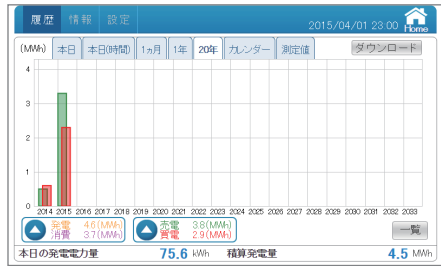 履歴 情報 設定 2015/04/01 23:00 Home
(MWh) 本日 本日(時間) 1ヵ月 1年 20年 カレンダー 測定値 ダウンロード
4
3
2
1
0
2014 2015 2016 2017 2018 2019 2020 2021 2022 2023 2024 2025 2026 2027 2028 2029 2030 2031 2032 2033
発電 4.6(MWh) 売電 3.8(MWh)
消費 3.7(MWh) 買電 2.9(MWh)
一覧
本日の発電電力量 75.6 kWh 積算発電量 4.5 MWh